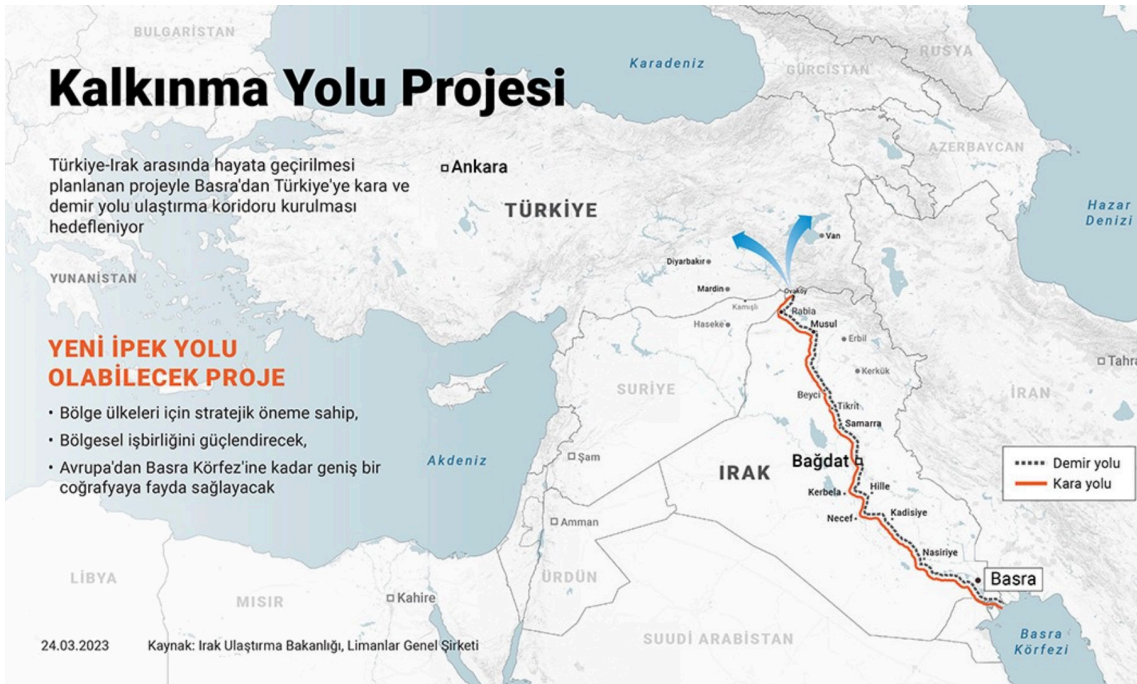 BULGARİSTAN
RUSYA
Karadeniz
GÜRCİSTAN
Kalkınma Yolu Projesi
AZERBAYCAN
Türkiye-Irak arasında hayata geçirilmesi
planlanan projeyle Basra'dan Türkiye'ye kara ve
demir yolu ulaştırma koridoru kurulması
hedefleniyor
Ankara
TÜRKİYE
Hazar
Denizi
Van
Diyarbakır
YUNANİSTAN
Mardin
Ovaköy
Kamışlı
Rabia
Haseke
Musul
Erbil
YENİ İPEK YOLU
OLABİLECEK PROJE
Tahra
Kerkük
SURİYE
İRAN
Beyci
Tikrit
• Bölge ülkeleri için stratejik öneme sahip,
Samarra
• Bölgesel işbirliğini güçlendirecek,
• Avrupa'dan Basra Körfez'ine kadar geniş bir
coğrafyaya fayda sağlayacak
Akdeniz
Şam
IRAK
Bağdat
Demir yolu
Kara yolu
Hille
Kerbela
Necef
Kadisiye
Amman
Nasiriye
LİBYA
ÜRDÜN
Basra
MISIR
Kahire
SUUDİ ARABİSTAN
Basra
Körfezi
24.03.2023
Kaynak: Irak Ulaştırma Bakanlığı, Limanlar Genel Şirketi